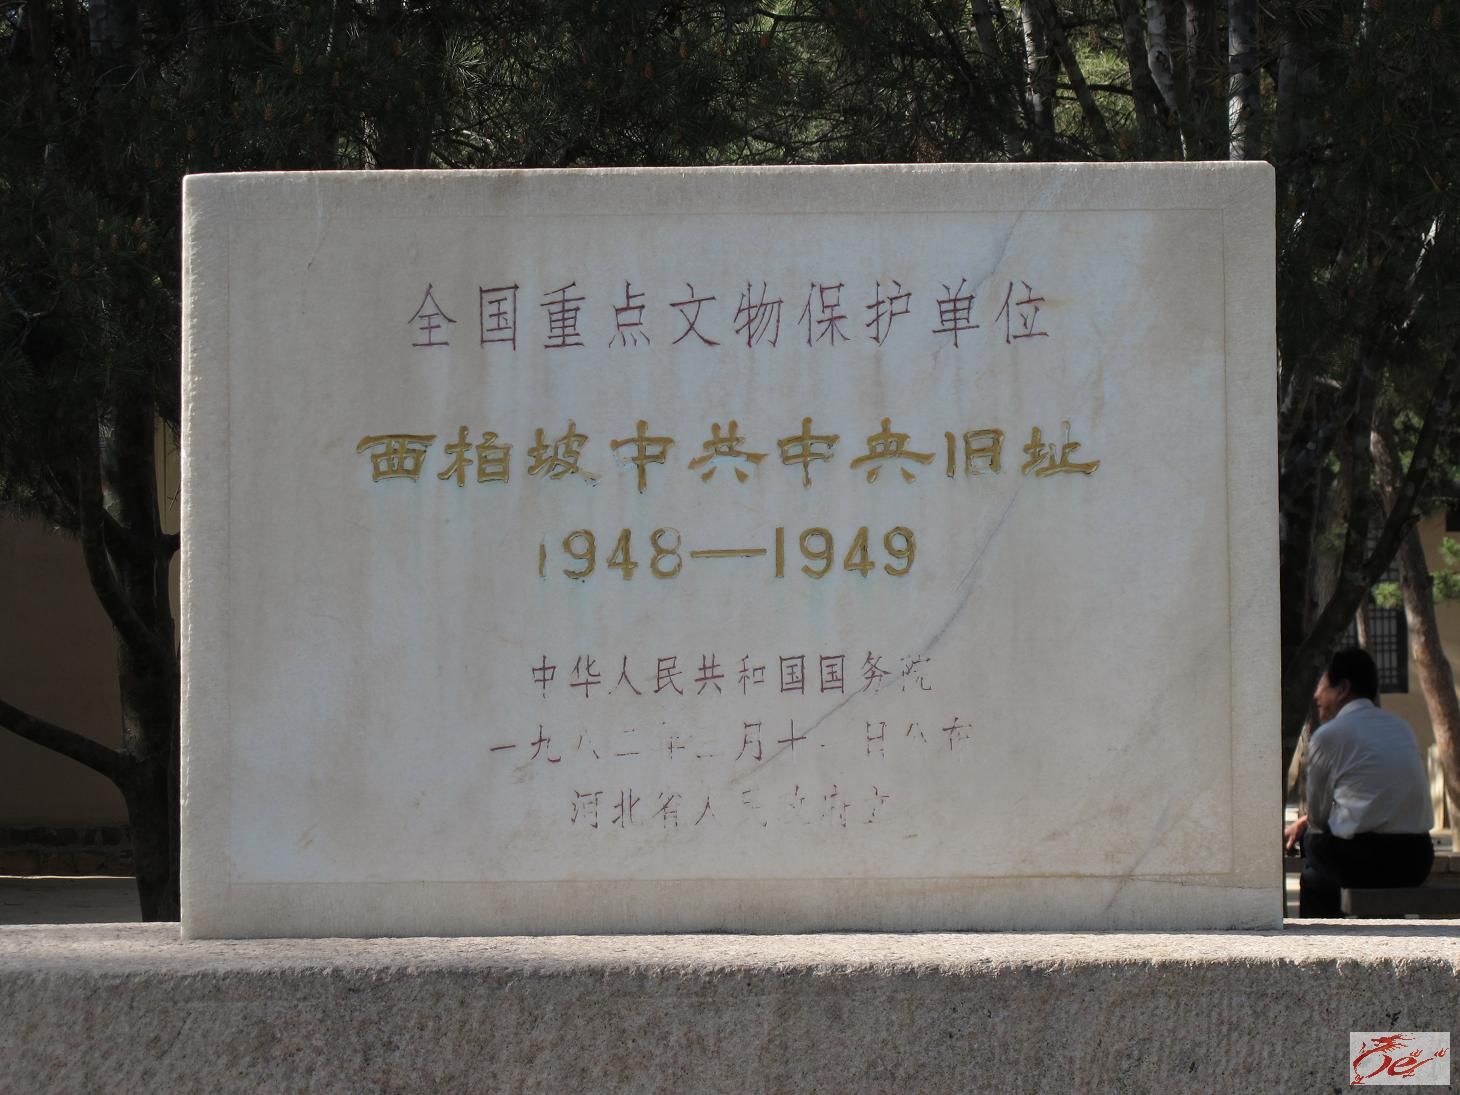 全国重点文物保护单位
西柏坡中共中央旧址
1948—1949
中华人民共和国国务院
一九八二年三月十一日公布
河北省人民政府立